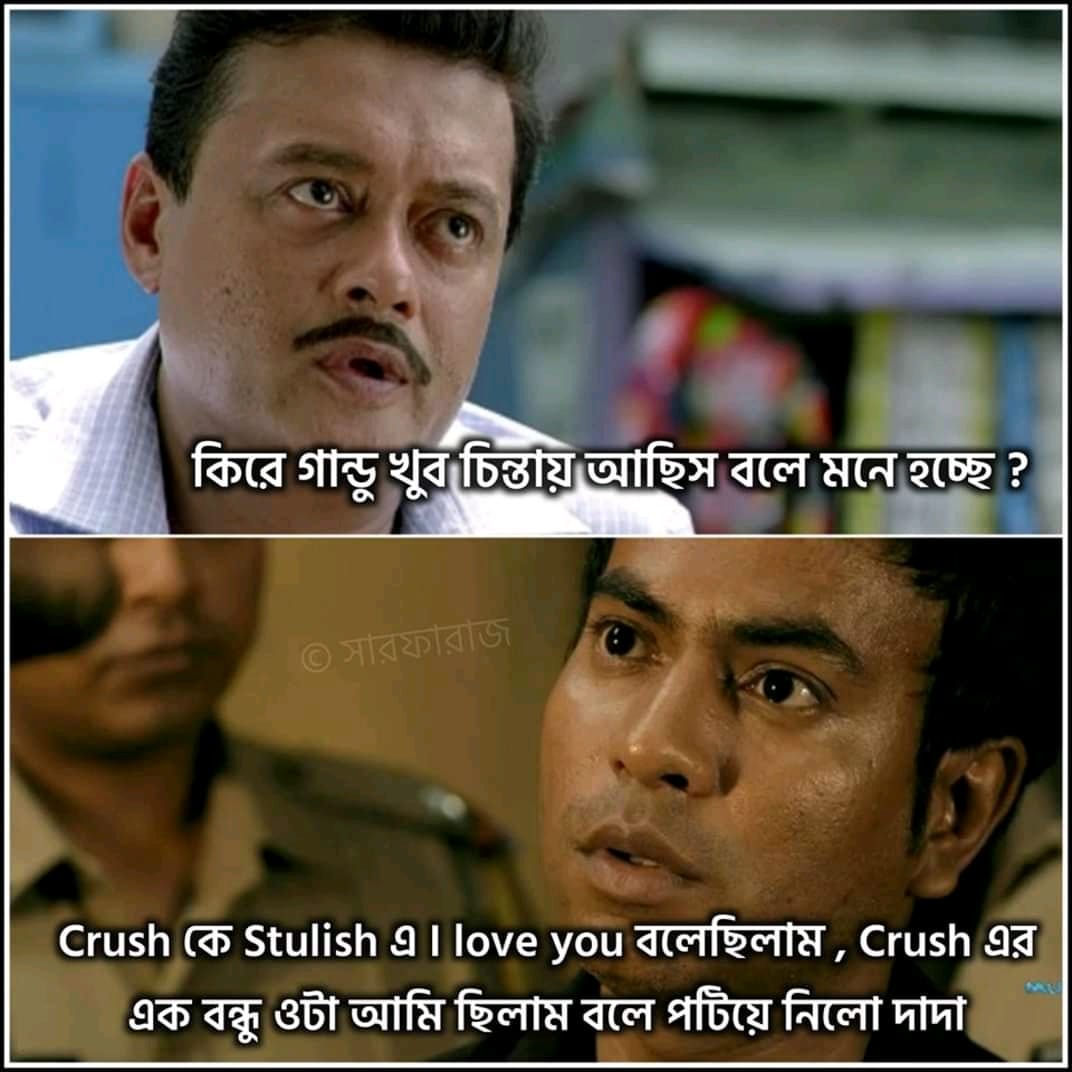 কিরে গান্ডু খুব চিন্তায় আছিস বলে মনে হচ্ছে ?
© সারফারাজ
Crush কে Stulish এ I love you বলেছিলাম , Crush এর
এক বন্ধু ওটা আমি ছিলাম বলে পটিয়ে নিলো দাদা